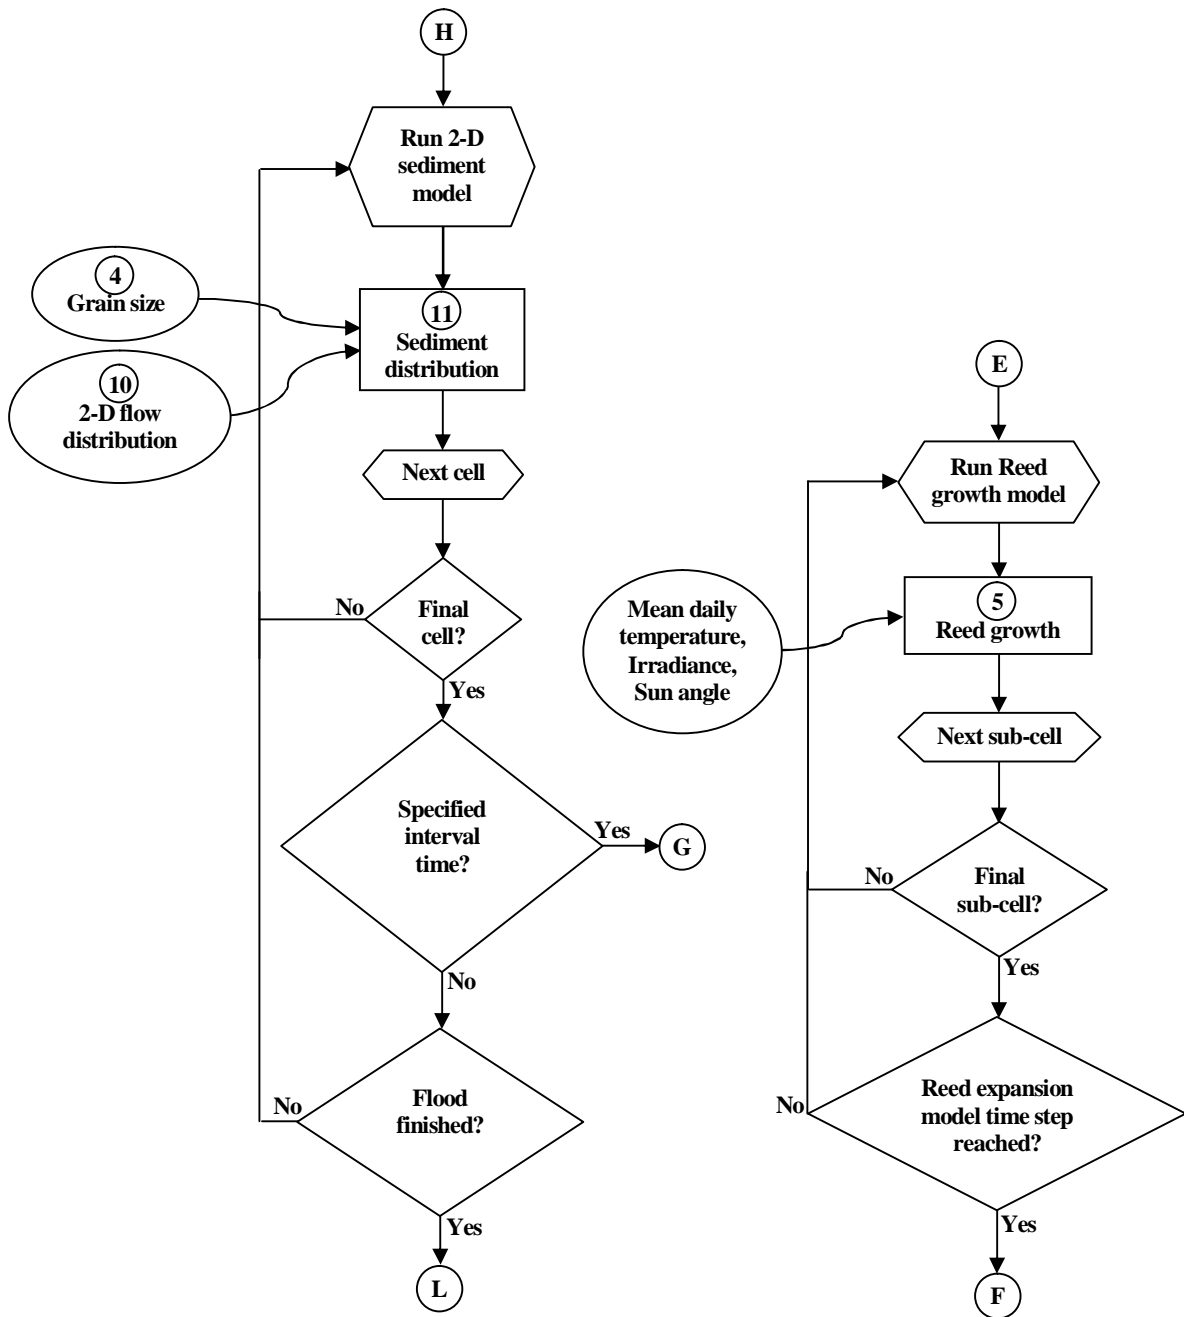 H
Run 2-D
sediment
model
4
Grain size
11
Sediment
distribution
10
2-D flow
distribution
Next cell
No
Final
cell?
Yes
Specified
interval
time?
Yes
G
No
No
Flood
finished?
Yes
L
E
Run Reed
growth model
Mean daily
temperature,
Irradiance,
Sun angle
5
Reed growth
Next sub-cell
No
Final
sub-cell?
Yes
No
Reed expansion
model time step
reached?
Yes
F